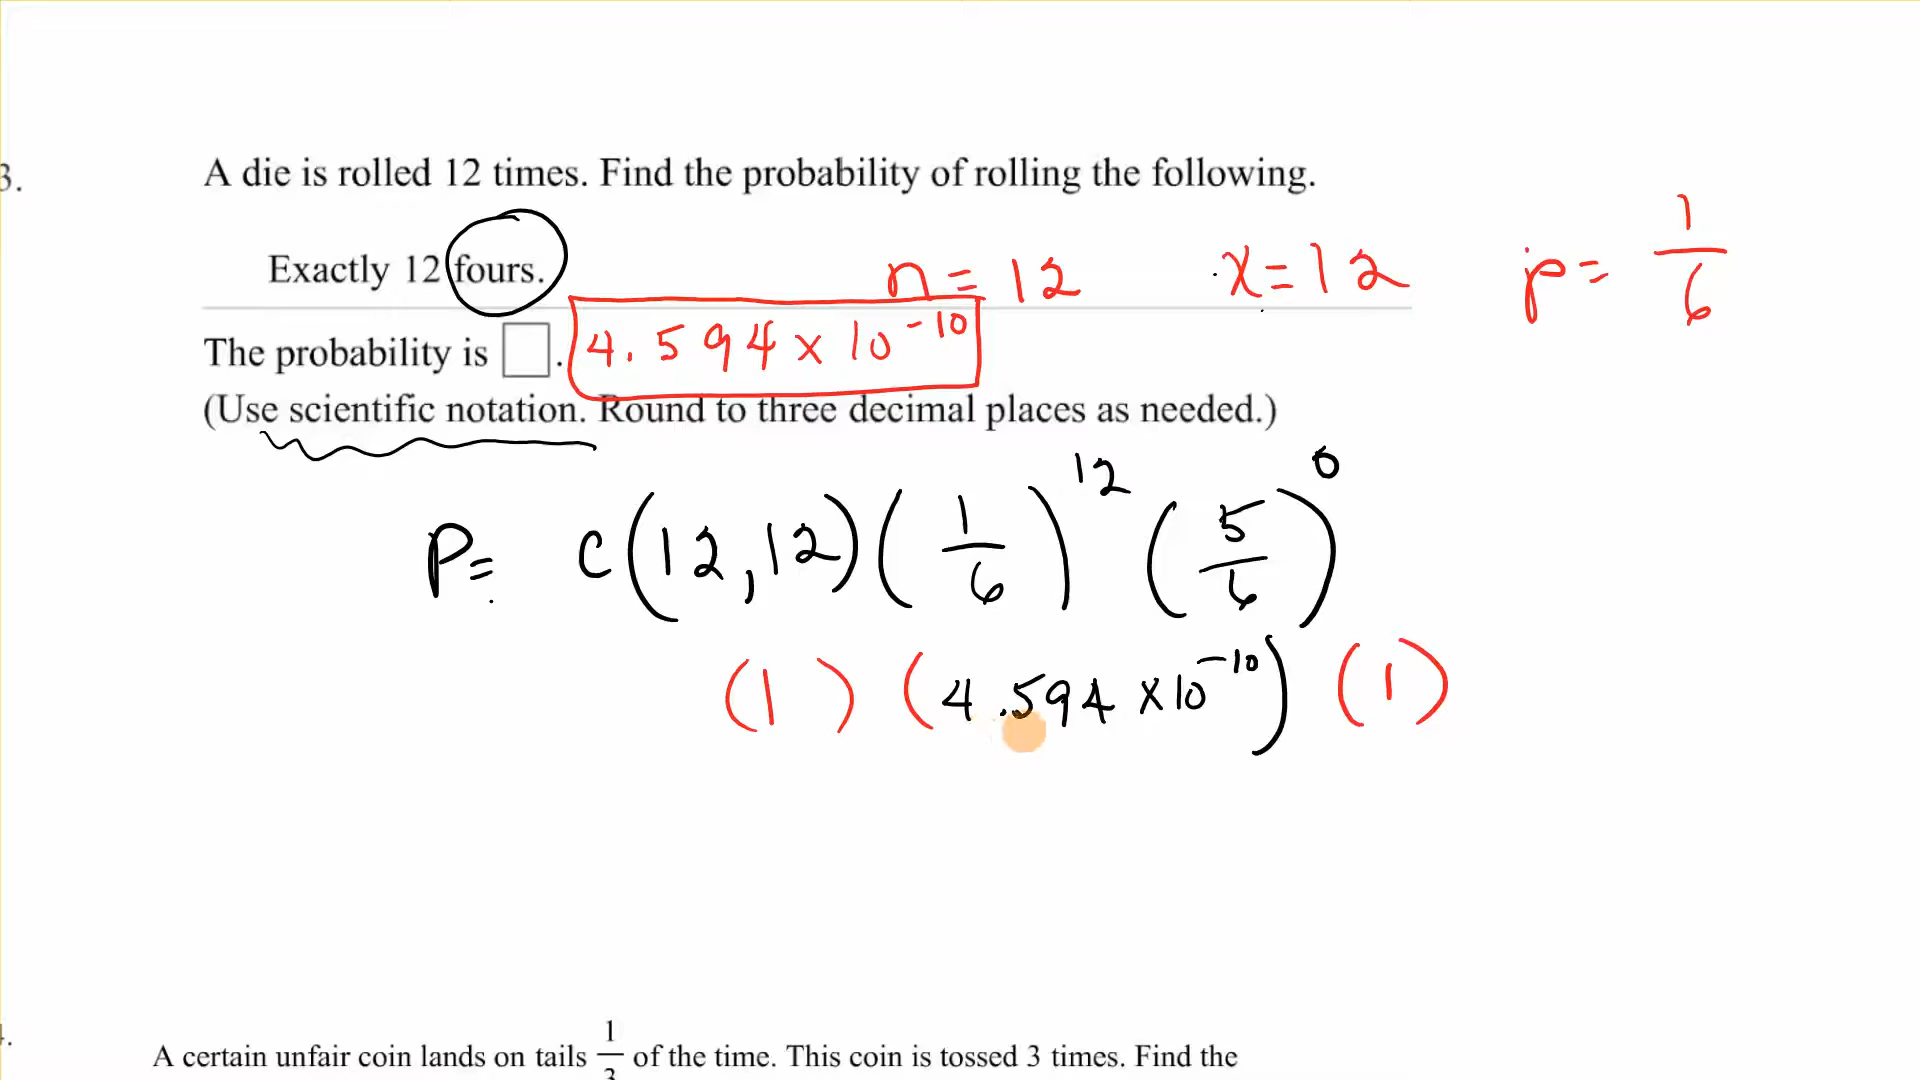 3. A die is rolled 12 times. Find the probability of rolling the following.
Exactly 12 fours. n = 12 x = 12 p = 1/6
The probability is □. 4.594 x 10^-10
(Use scientific notation. Round to three decimal places as needed.)
P = C(12,12)(1/6)^12 (5/6)^0
(1) (4.594 x 10^-10) (1)
A certain unfair coin lands on tails 1/3 of the time. This coin is tossed 3 times. Find the